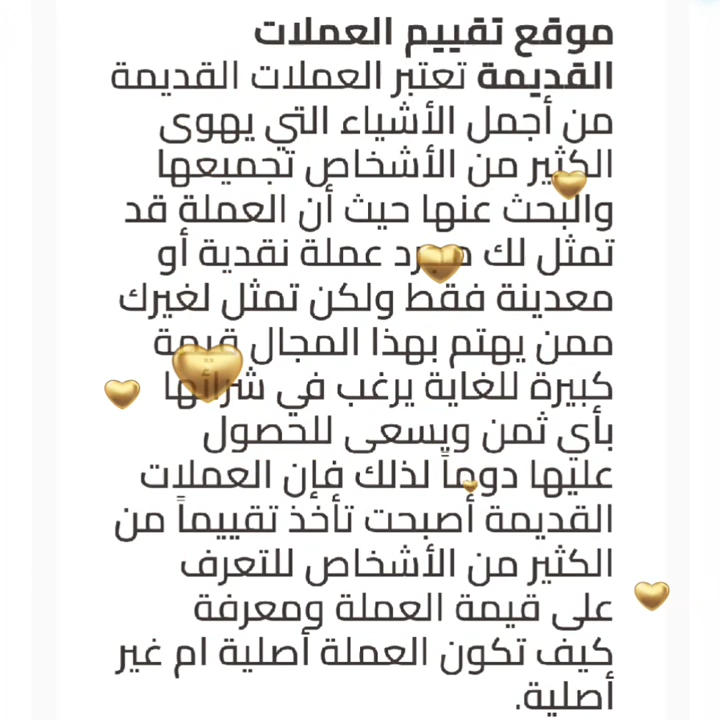 موقع تقييم العملات
القديمة تعتبر العملات القديمة
من أجمل الأشياء التي يهوى
الكثير من الأشخاص تجميعها
والبحث عنها حيث أن العملة قد
تمثل لك مجرد عملة نقدية أو
معدينة فقط ولكن تمثل لغيرك
ممن يهتم بهذا المجال قيمة
كبيرة للغاية يرغب في شرائها
بأي ثمن ويسعى للحصول
عليها دوماً لذلك فإن العملات
القديمة أصبحت تأخذ تقييماً من
الكثير من الأشخاص للتعرف
على قيمة العملة ومعرفة
كيف تكون العملة أصلية ام غير
أصلية.